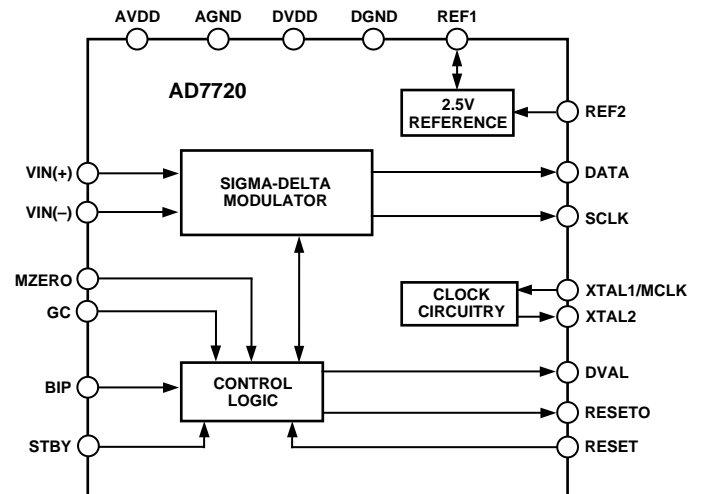 AVDD AGND DVDD DGND REF1
AD7720
2.5V
REFERENCE
REF2
VIN(+)
VIN(–)
SIGMA-DELTA
MODULATOR
DATA
SCLK
MZERO
GC
CLOCK
CIRCUITRY
XTAL1/MCLK
XTAL2
BIP
STBY
CONTROL
LOGIC
DVAL
RESETO
RESET